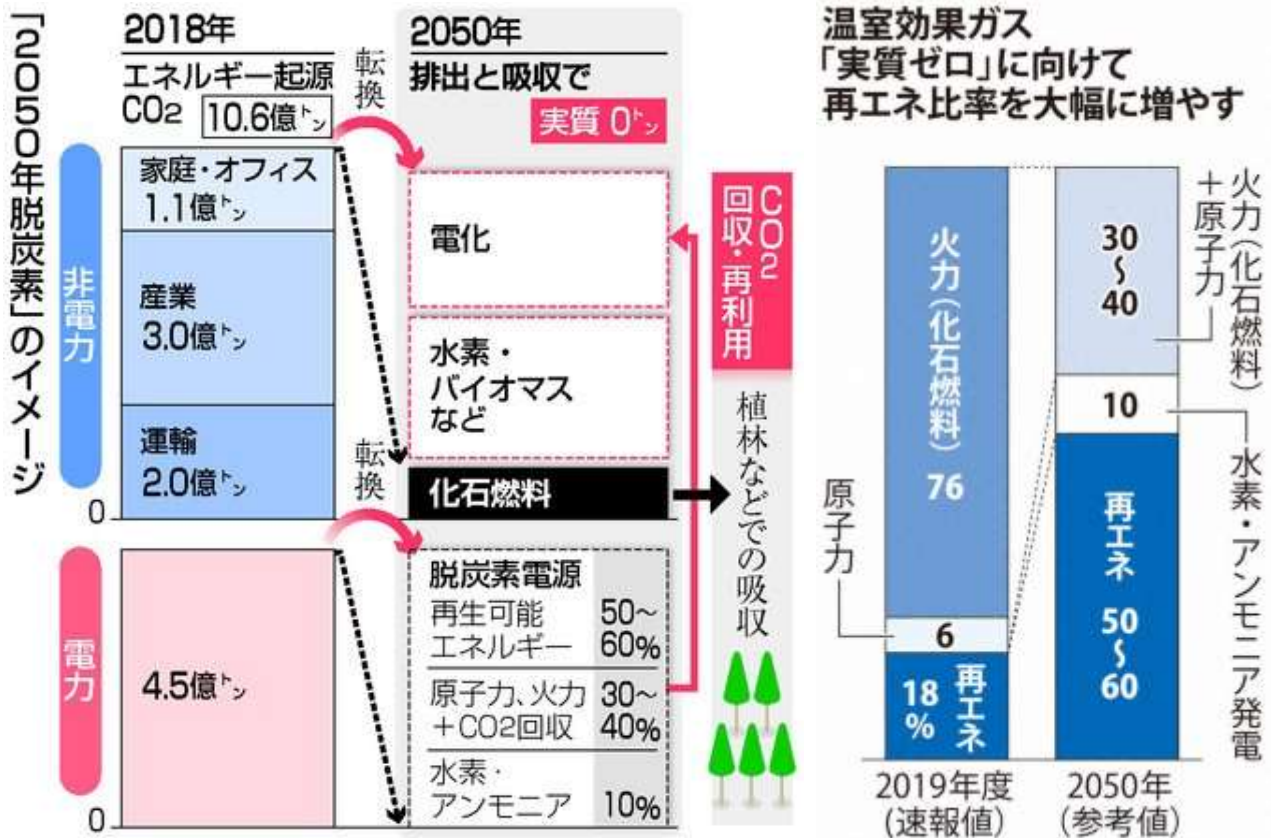 「2050年脱炭素」のイメージ
2018年
エネルギー起源
CO2 10.6億トン
転換
2050年
排出と吸収で
実質 0トン
非電力
家庭・オフィス
1.1億トン
産業
3.0億トン
運輸
2.0億トン
0
電化
水素・
バイオマス
など
化石燃料
転換
電力
4.5億トン
0
脱炭素電源
再生可能
エネルギー
50~
60%
原子力、火力
+CO2回収
30~
40%
水素・
アンモニア
10%
CO2
回収・再利用
植林などでの吸収
温室効果ガス
「実質ゼロ」に向けて
再エネ比率を大幅に増やす
火力(化石燃料) 76
原子力
6
再エネ
18
%
2019年度
(速報値)
火力(化石燃料)
+原子力
30~40
10
水素・アンモニア発電
再エネ 50~60
2050年
(参考値)